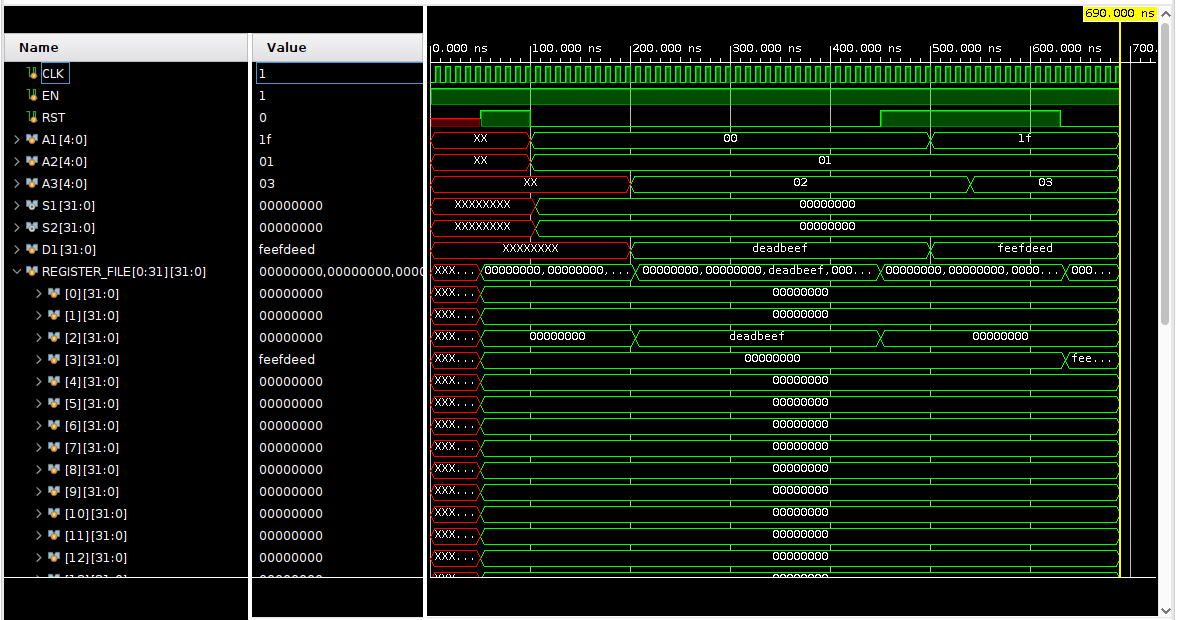 690.000 ns
Name Value 0.000 ns 100.000 ns 200.000 ns 300.000 ns 400.000 ns 500.000 ns 600.000 ns 700.
CLK 1
EN 1
RST 0
A1[4:0] 1f XX 00 1f
A2[4:0] 01 XX 01
A3[4:0] 03 XX 02 03
S1[31:0] 00000000 XXXXXXXX 00000000
S2[31:0] 00000000 XXXXXXXX 00000000
D1[31:0] feefdeed XXXXXXXX deadbeef feefdeed
REGISTER_FILE[0:31][31:0] 00000000,00000000,0000 XXX... 00000000,00000000,... 00000000,00000000,deadbeef,000... 00000000,00000000,0000... 000...
[0][31:0] 00000000 XXX... 00000000
[1][31:0] 00000000 XXX... 00000000
[2][31:0] 00000000 XXX... 00000000 deadbeef 00000000
[3][31:0] feefdeed XXX... 00000000 fee...
[4][31:0] 00000000 XXX... 00000000
[5][31:0] 00000000 XXX... 00000000
[6][31:0] 00000000 XXX... 00000000
[7][31:0] 00000000 XXX... 00000000
[8][31:0] 00000000 XXX... 00000000
[9][31:0] 00000000 XXX... 00000000
[10][31:0] 00000000 XXX... 00000000
[11][31:0] 00000000 XXX... 00000000
[12][31:0] 00000000 XXX... 00000000